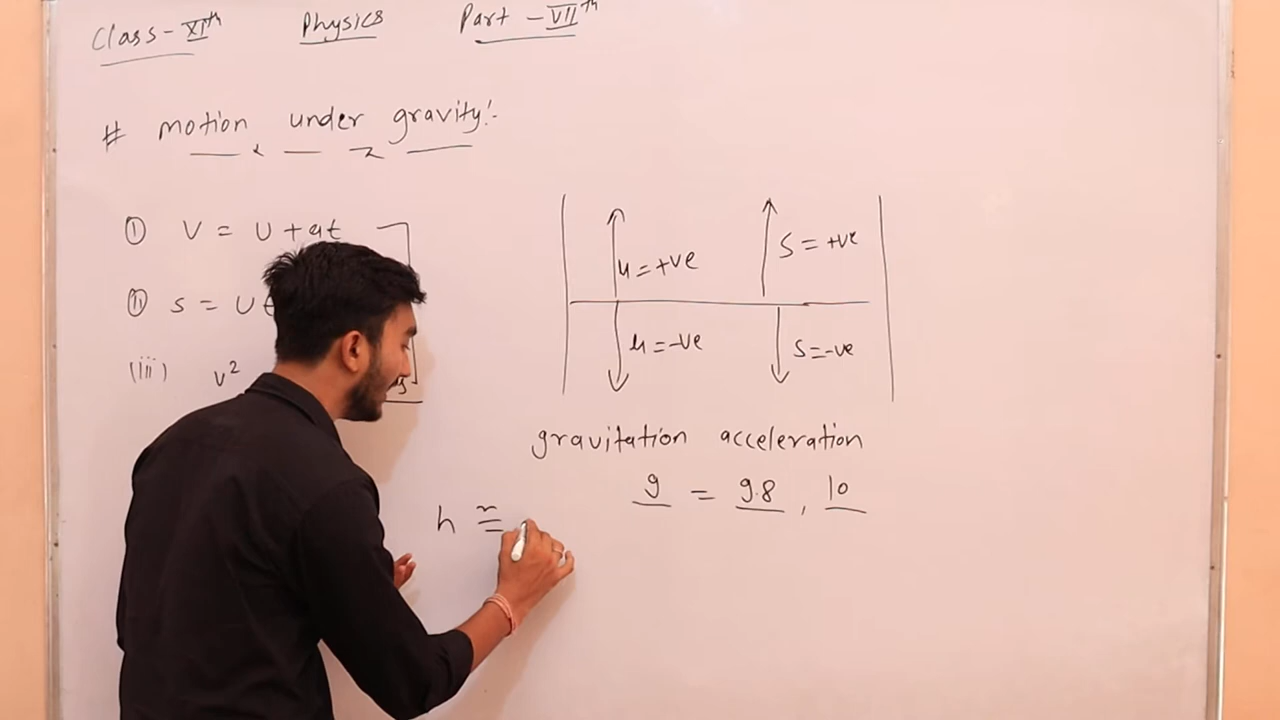 Class-XIth Physics Part-VIIth
# motion under gravity:-
① V = U + at
② S = U
(iii) v²
u = +ve S = +ve
u = -ve S = -ve
gravitation acceleration
g = 9.8, 10
h ≅